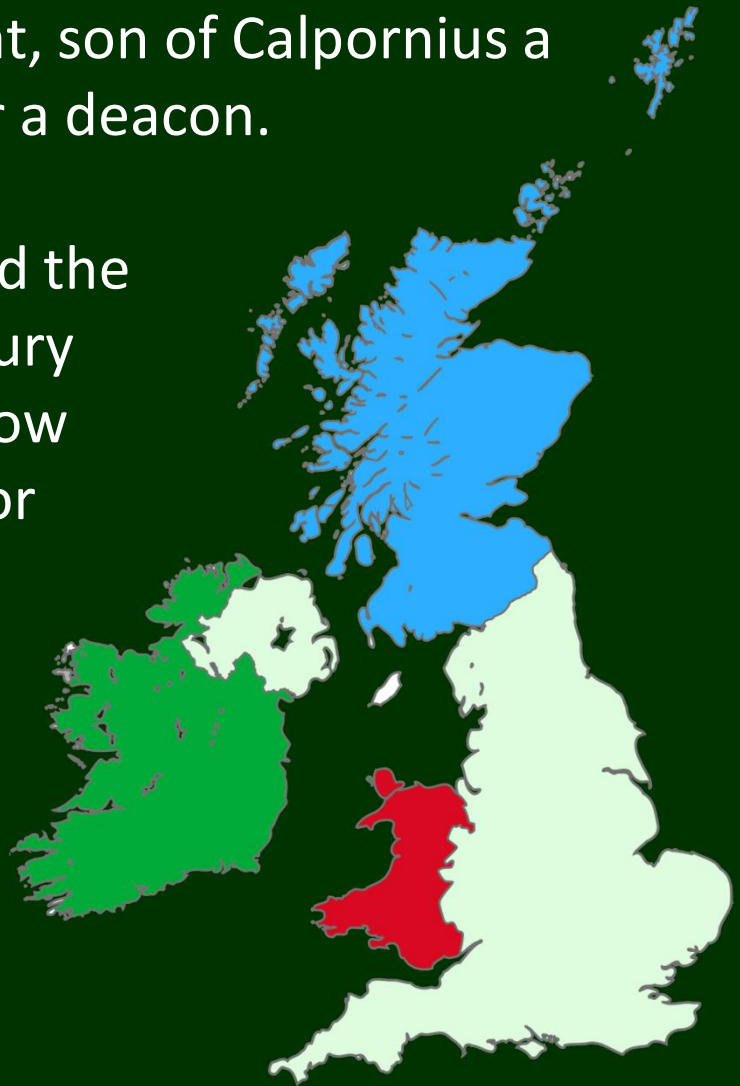 t, son of Calpornius a
a deacon.
d the
ury
ow
or